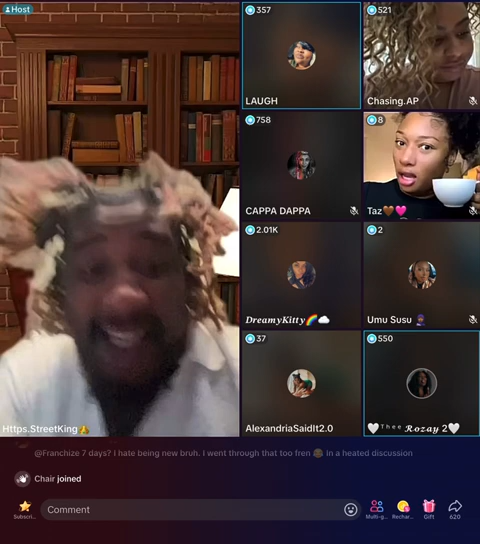 Host
357
LAUGH
521
Chasing.AP
758
CAPPA DAPPA
8
Taz🤎🩷
2.01K
𝑫𝒓𝒆𝒂𝒎𝒚𝑲𝒊𝒕𝒕𝒚🌈☁️
2
Umu Susu
37
AlexandriaSaidIt2.0
550
🤍ᵀʰᵉᵉ 𝓡𝓸𝔃𝓪𝔂 2🤍
Https.StreetKing
@Franchize 7 days? I hate being new bruh. I went through that too fren 😂 In a heated discussion
Chair joined
Subscri...
Comment
Multi-g...
Rechar...
Gift
620